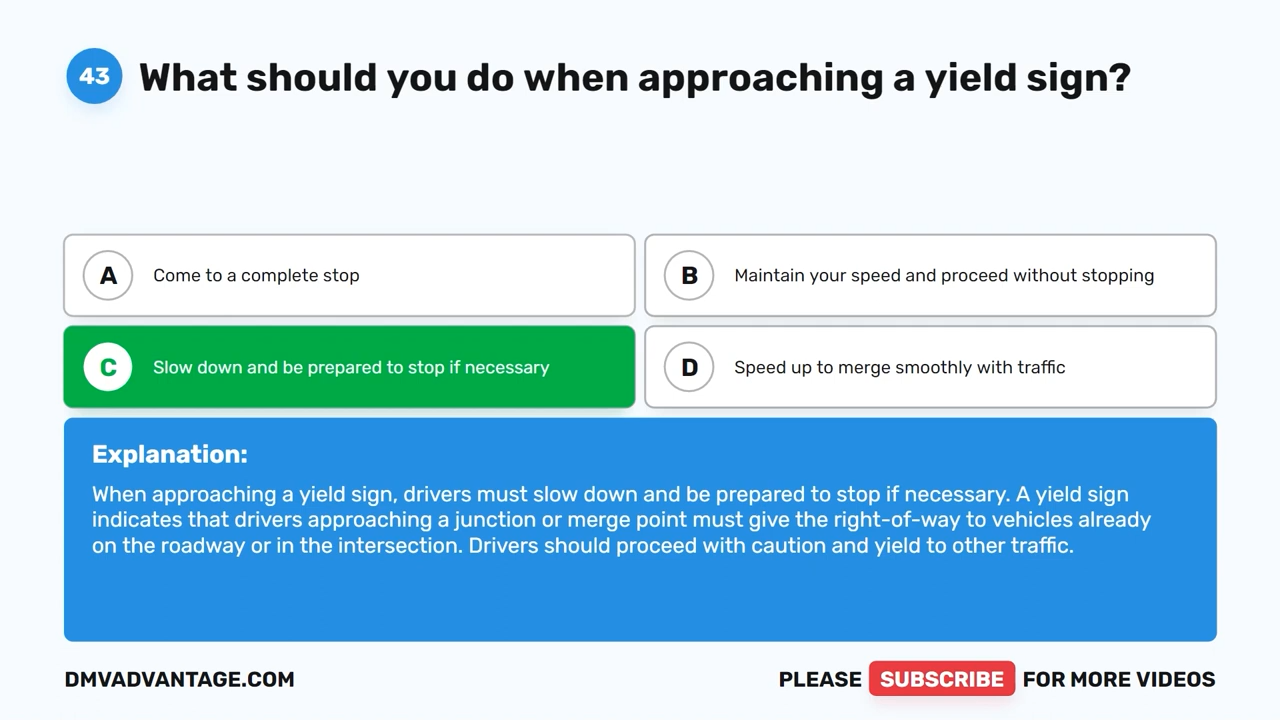 43 What should you do when approaching a yield sign?
A Come to a complete stop
B Maintain your speed and proceed without stopping
C Slow down and be prepared to stop if necessary
D Speed up to merge smoothly with traffic
Explanation:
When approaching a yield sign, drivers must slow down and be prepared to stop if necessary. A yield sign
indicates that drivers approaching a junction or merge point must give the right-of-way to vehicles already
on the roadway or in the intersection. Drivers should proceed with caution and yield to other traffic.
DMVADVANTAGE.COM
PLEASE SUBSCRIBE FOR MORE VIDEOS